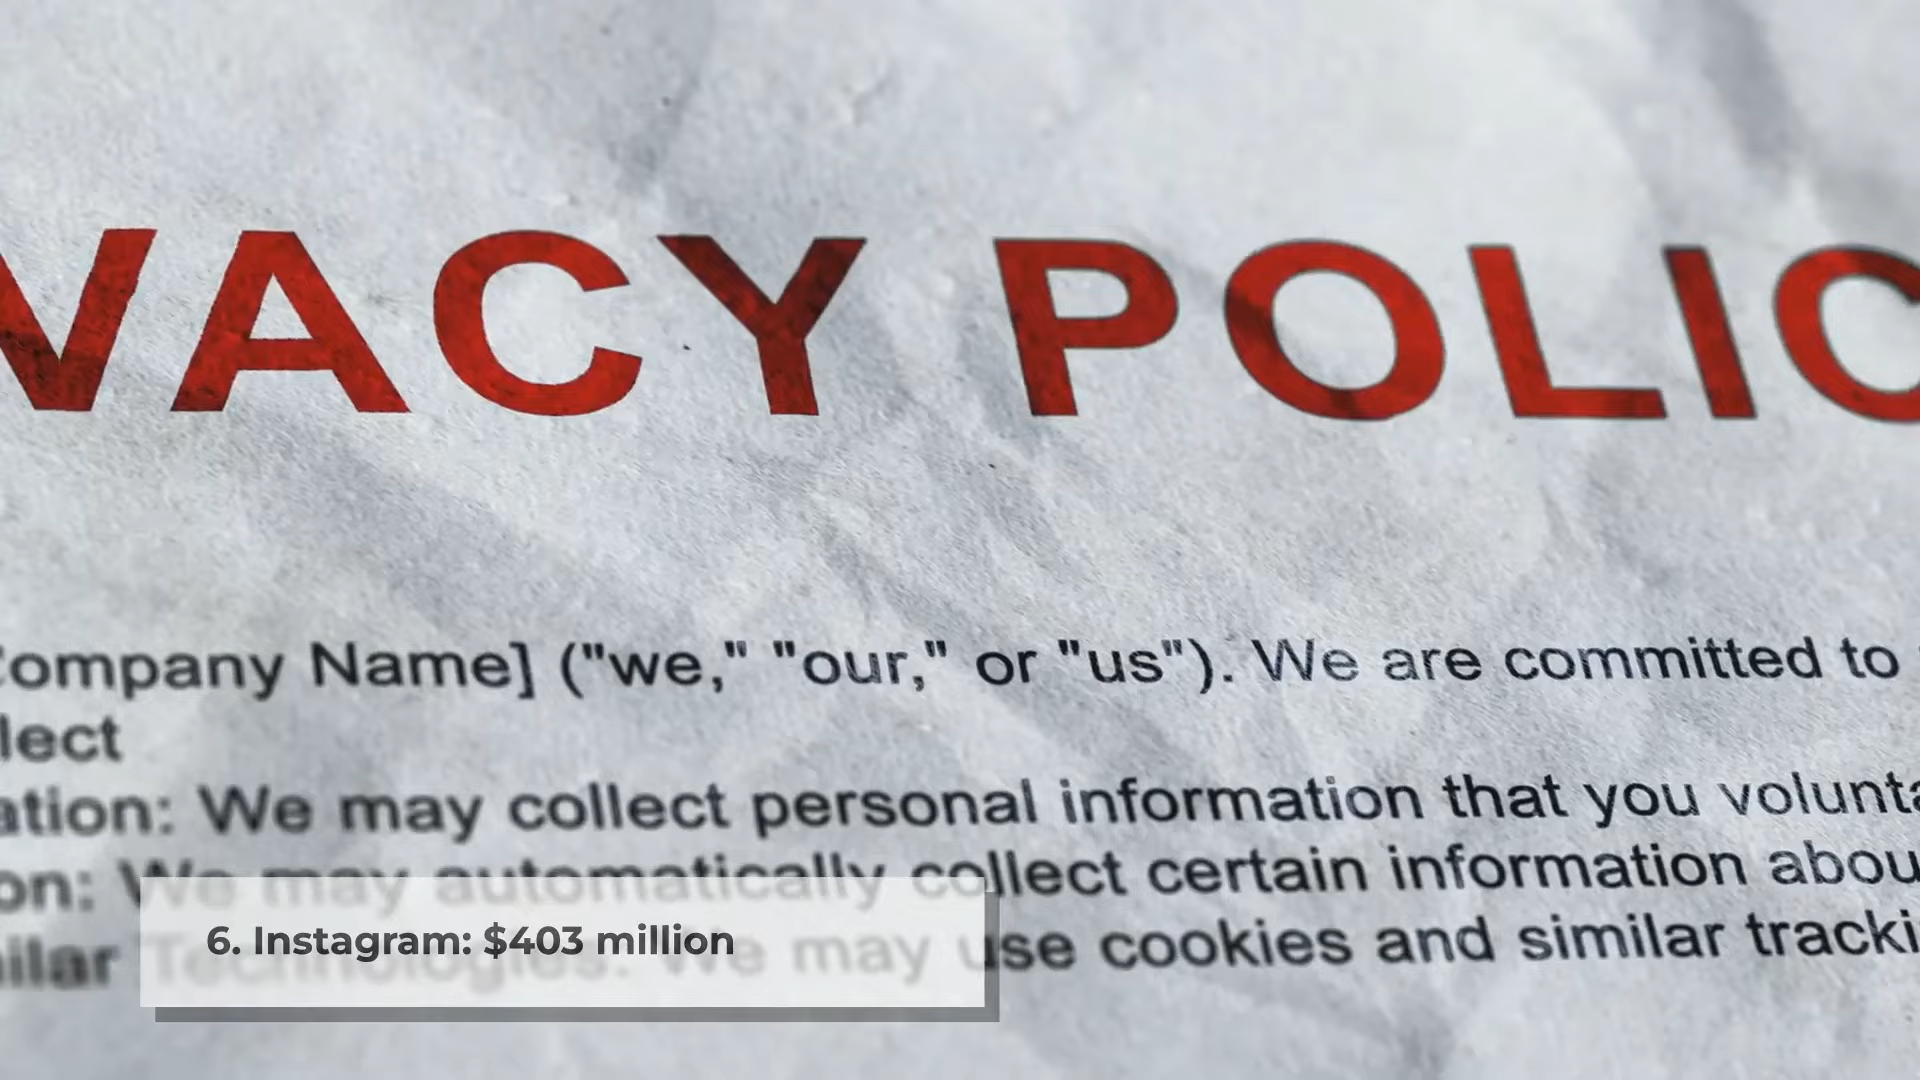 VACY POLIC
ompany Name] ("we," "our," or "us"). We are committed to
lect
ation: We may collect personal information that you volunta
on: We may automatically collect certain information abou
ilar Technologies: We may use cookies and similar tracki
6. Instagram: $403 million